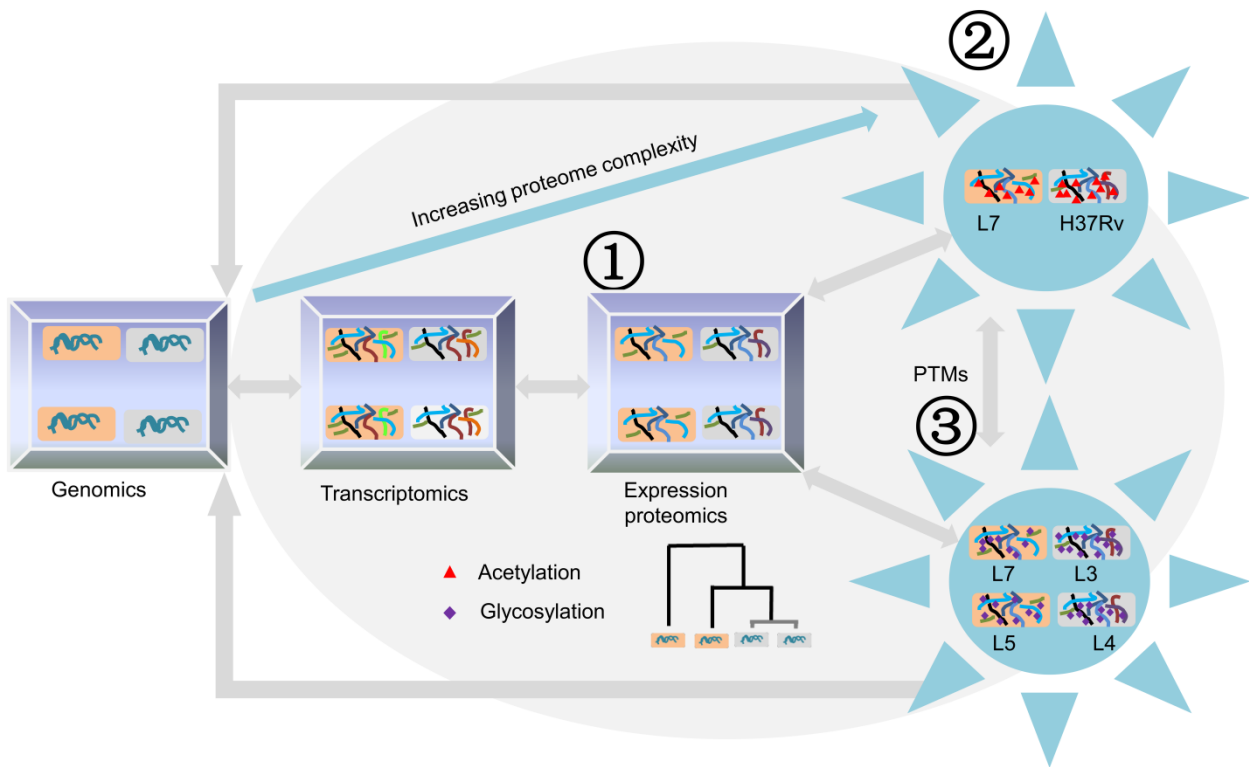 ②
Increasing proteome complexity
L7
H37Rv
①
PTMs
③
Genomics
Transcriptomics
Expression
proteomics
Acetylation
Glycosylation
L7
L3
L5
L4